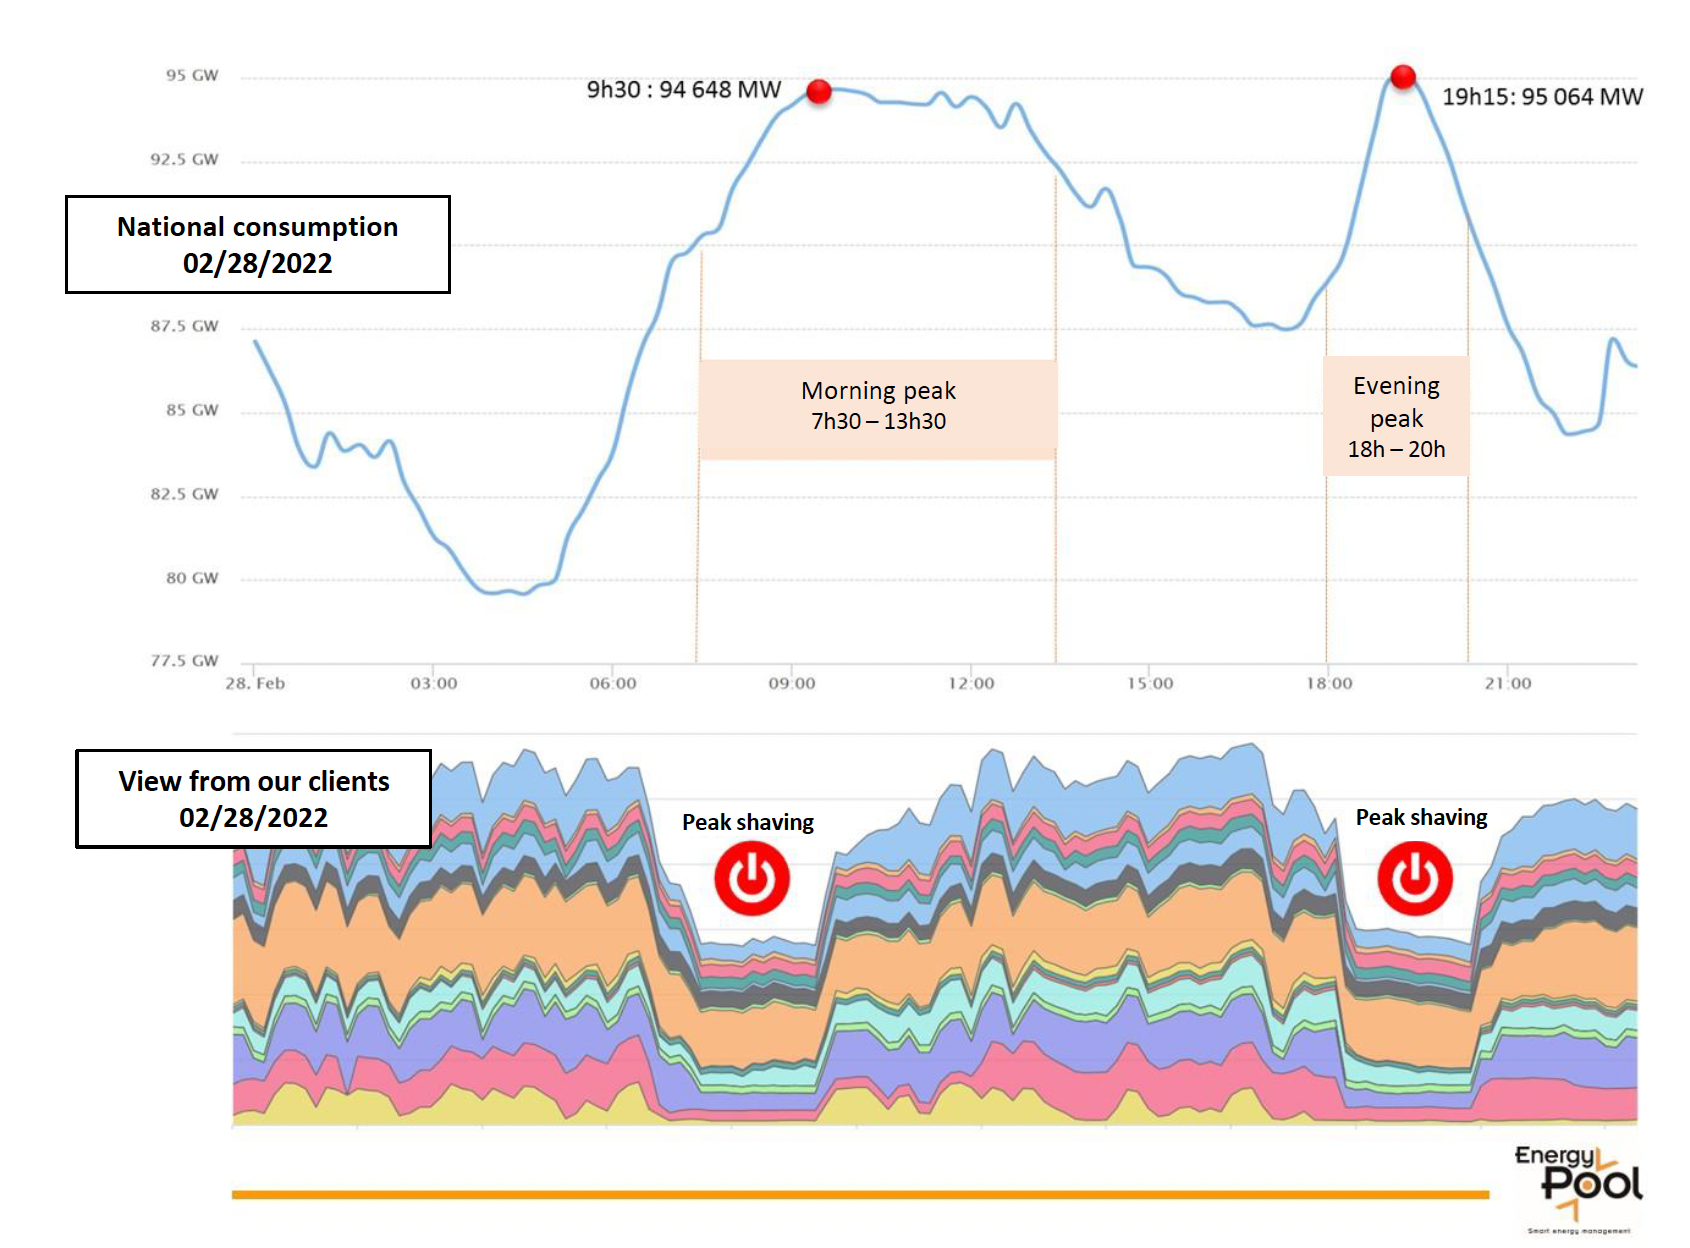 95 GW
9h30 : 94 648 MW
19h15: 95 064 MW
92.5 GW
National consumption
02/28/2022
87.5 GW
85 GW
82.5 GW
80 GW
77.5 GW
Morning peak
7h30 – 13h30
Evening
peak
18h – 20h
28. Feb
03:00
06:00
09:00
12:00
15:00
18:00
21:00
View from our clients
02/28/2022
Peak shaving
Peak shaving
Energy
Pool
Smart energy management